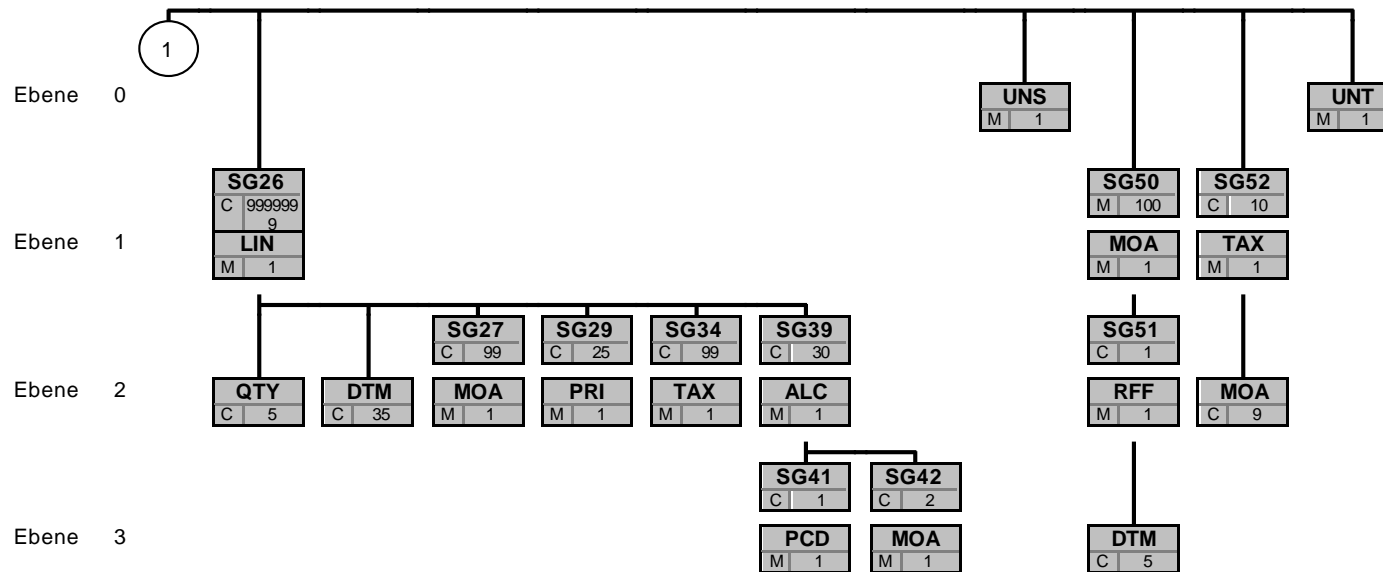 1
Ebene 0
UNS
M 1
UNT
M 1
SG26
C 999999
9
SG50
M 100
SG52
C 10
Ebene 1
LIN
M 1
MOA
M 1
TAX
M 1
SG27
C 99
SG29
C 25
SG34
C 99
SG39
C 30
SG51
C 1
Ebene 2
QTY
C 5
DTM
C 35
MOA
M 1
PRI
M 1
TAX
M 1
ALC
M 1
RFF
M 1
MOA
C 9
SG41
C 1
SG42
C 2
Ebene 3
PCD
M 1
MOA
M 1
DTM
C 5